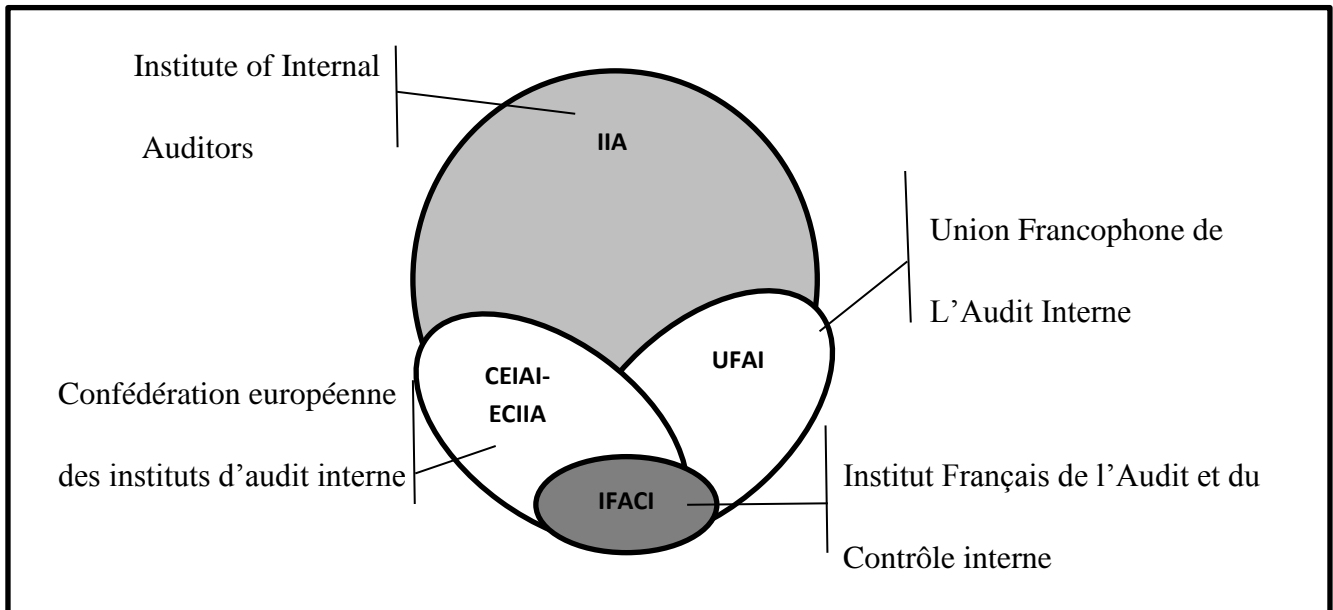 Institute of Internal
Auditors
IIA
Union Francophone de
L’Audit Interne
UFAI
CEIAI-
ECIIA
Confédération européenne
des instituts d’audit interne
IFACI
Institut Français de l’Audit et du
Contrôle interne